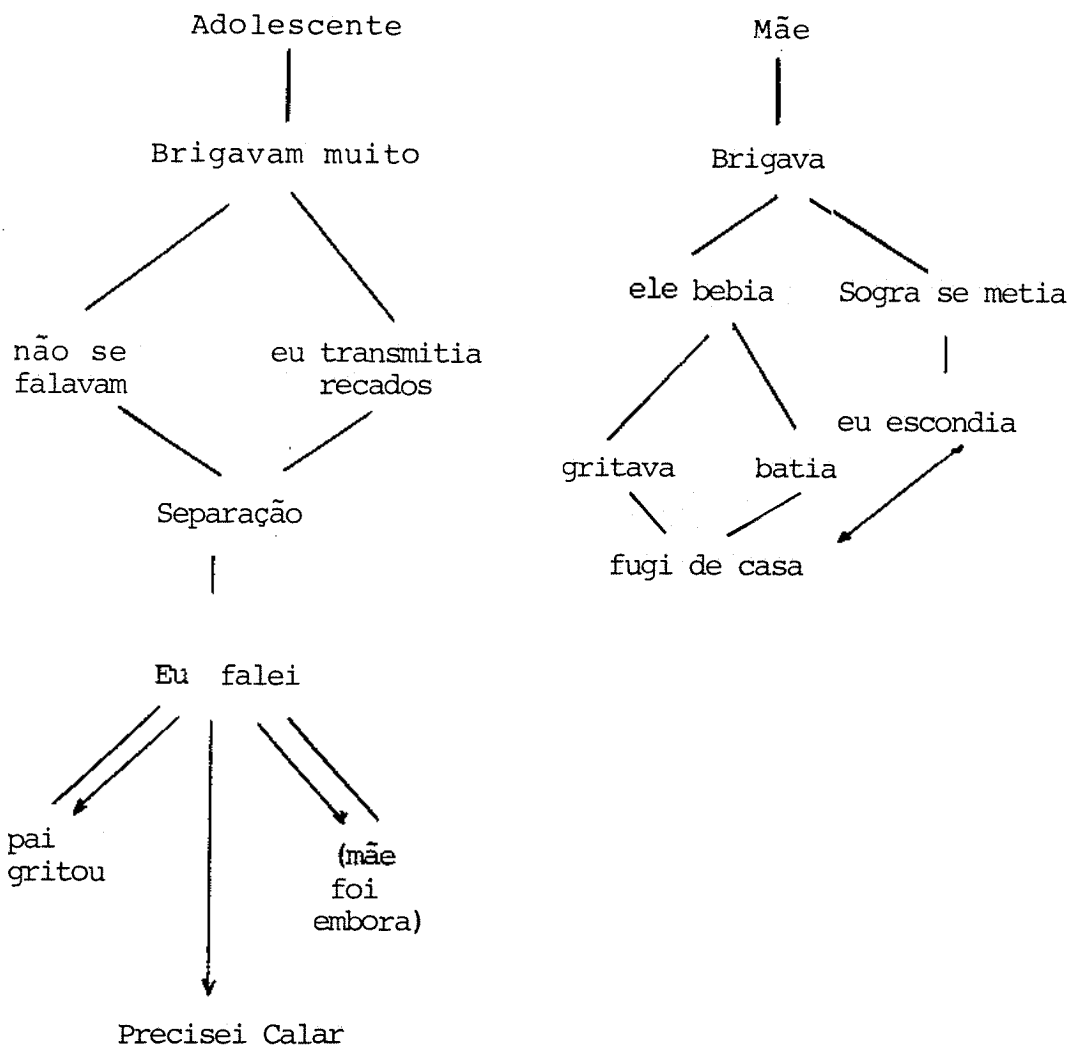 Adolescente
Brigavam muito
não se
falavam
eu transmitia
recados
Separação
Eu falei
pai
gritou
(mãe
foi
embora)
Precisei Calar
Mãe
Brigava
ele bebia
Sogra se metia
eu escondia
gritava
batia
fugi de casa